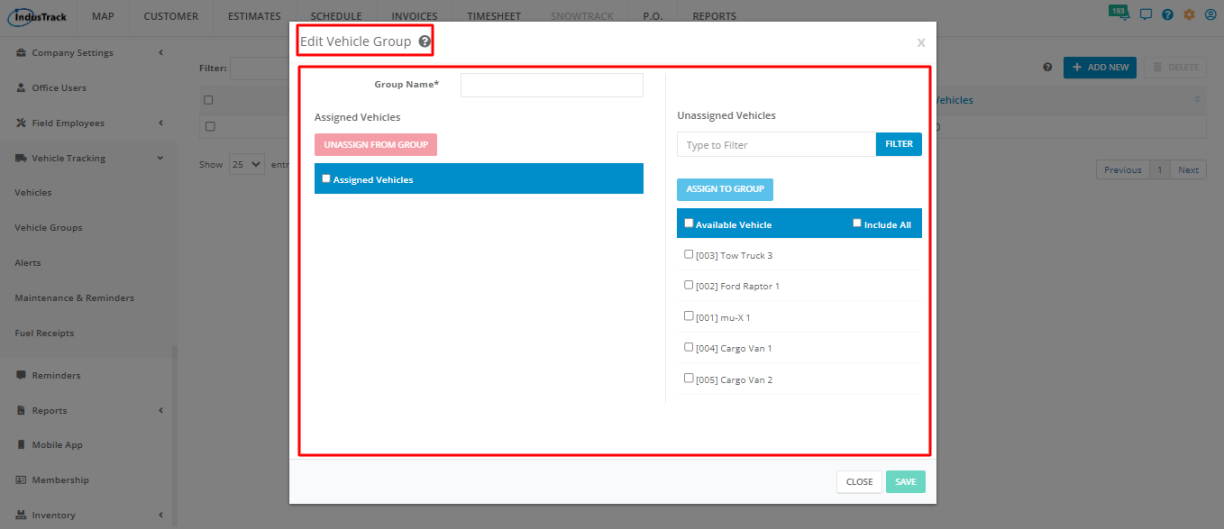 IndusTrack MAP CUSTOMER ESTIMATES SCHEDULE INVOICES TIMESHEET SNOWTRACK P.O. REPORTS 193
Edit Vehicle Group ?
x
Company Settings
Office Users
Field Employees
Vehicle Tracking
Vehicles
Vehicle Groups
Alerts
Maintenance & Reminders
Fuel Receipts
Reminders
Reports
Mobile App
Membership
Inventory
Filter:
Show 25 entr
Group Name*
Assigned Vehicles
UNASSIGN FROM GROUP
Assigned Vehicles
Unassigned Vehicles
Type to Filter FILTER
ASSIGN TO GROUP
Available Vehicle Include All
[003] Tow Truck 3
[002] Ford Raptor 1
[001] mu-X 1
[004] Cargo Van 1
[005] Cargo Van 2
CLOSE SAVE
? + ADD NEW DELETE
ehicles
Previous 1 Next